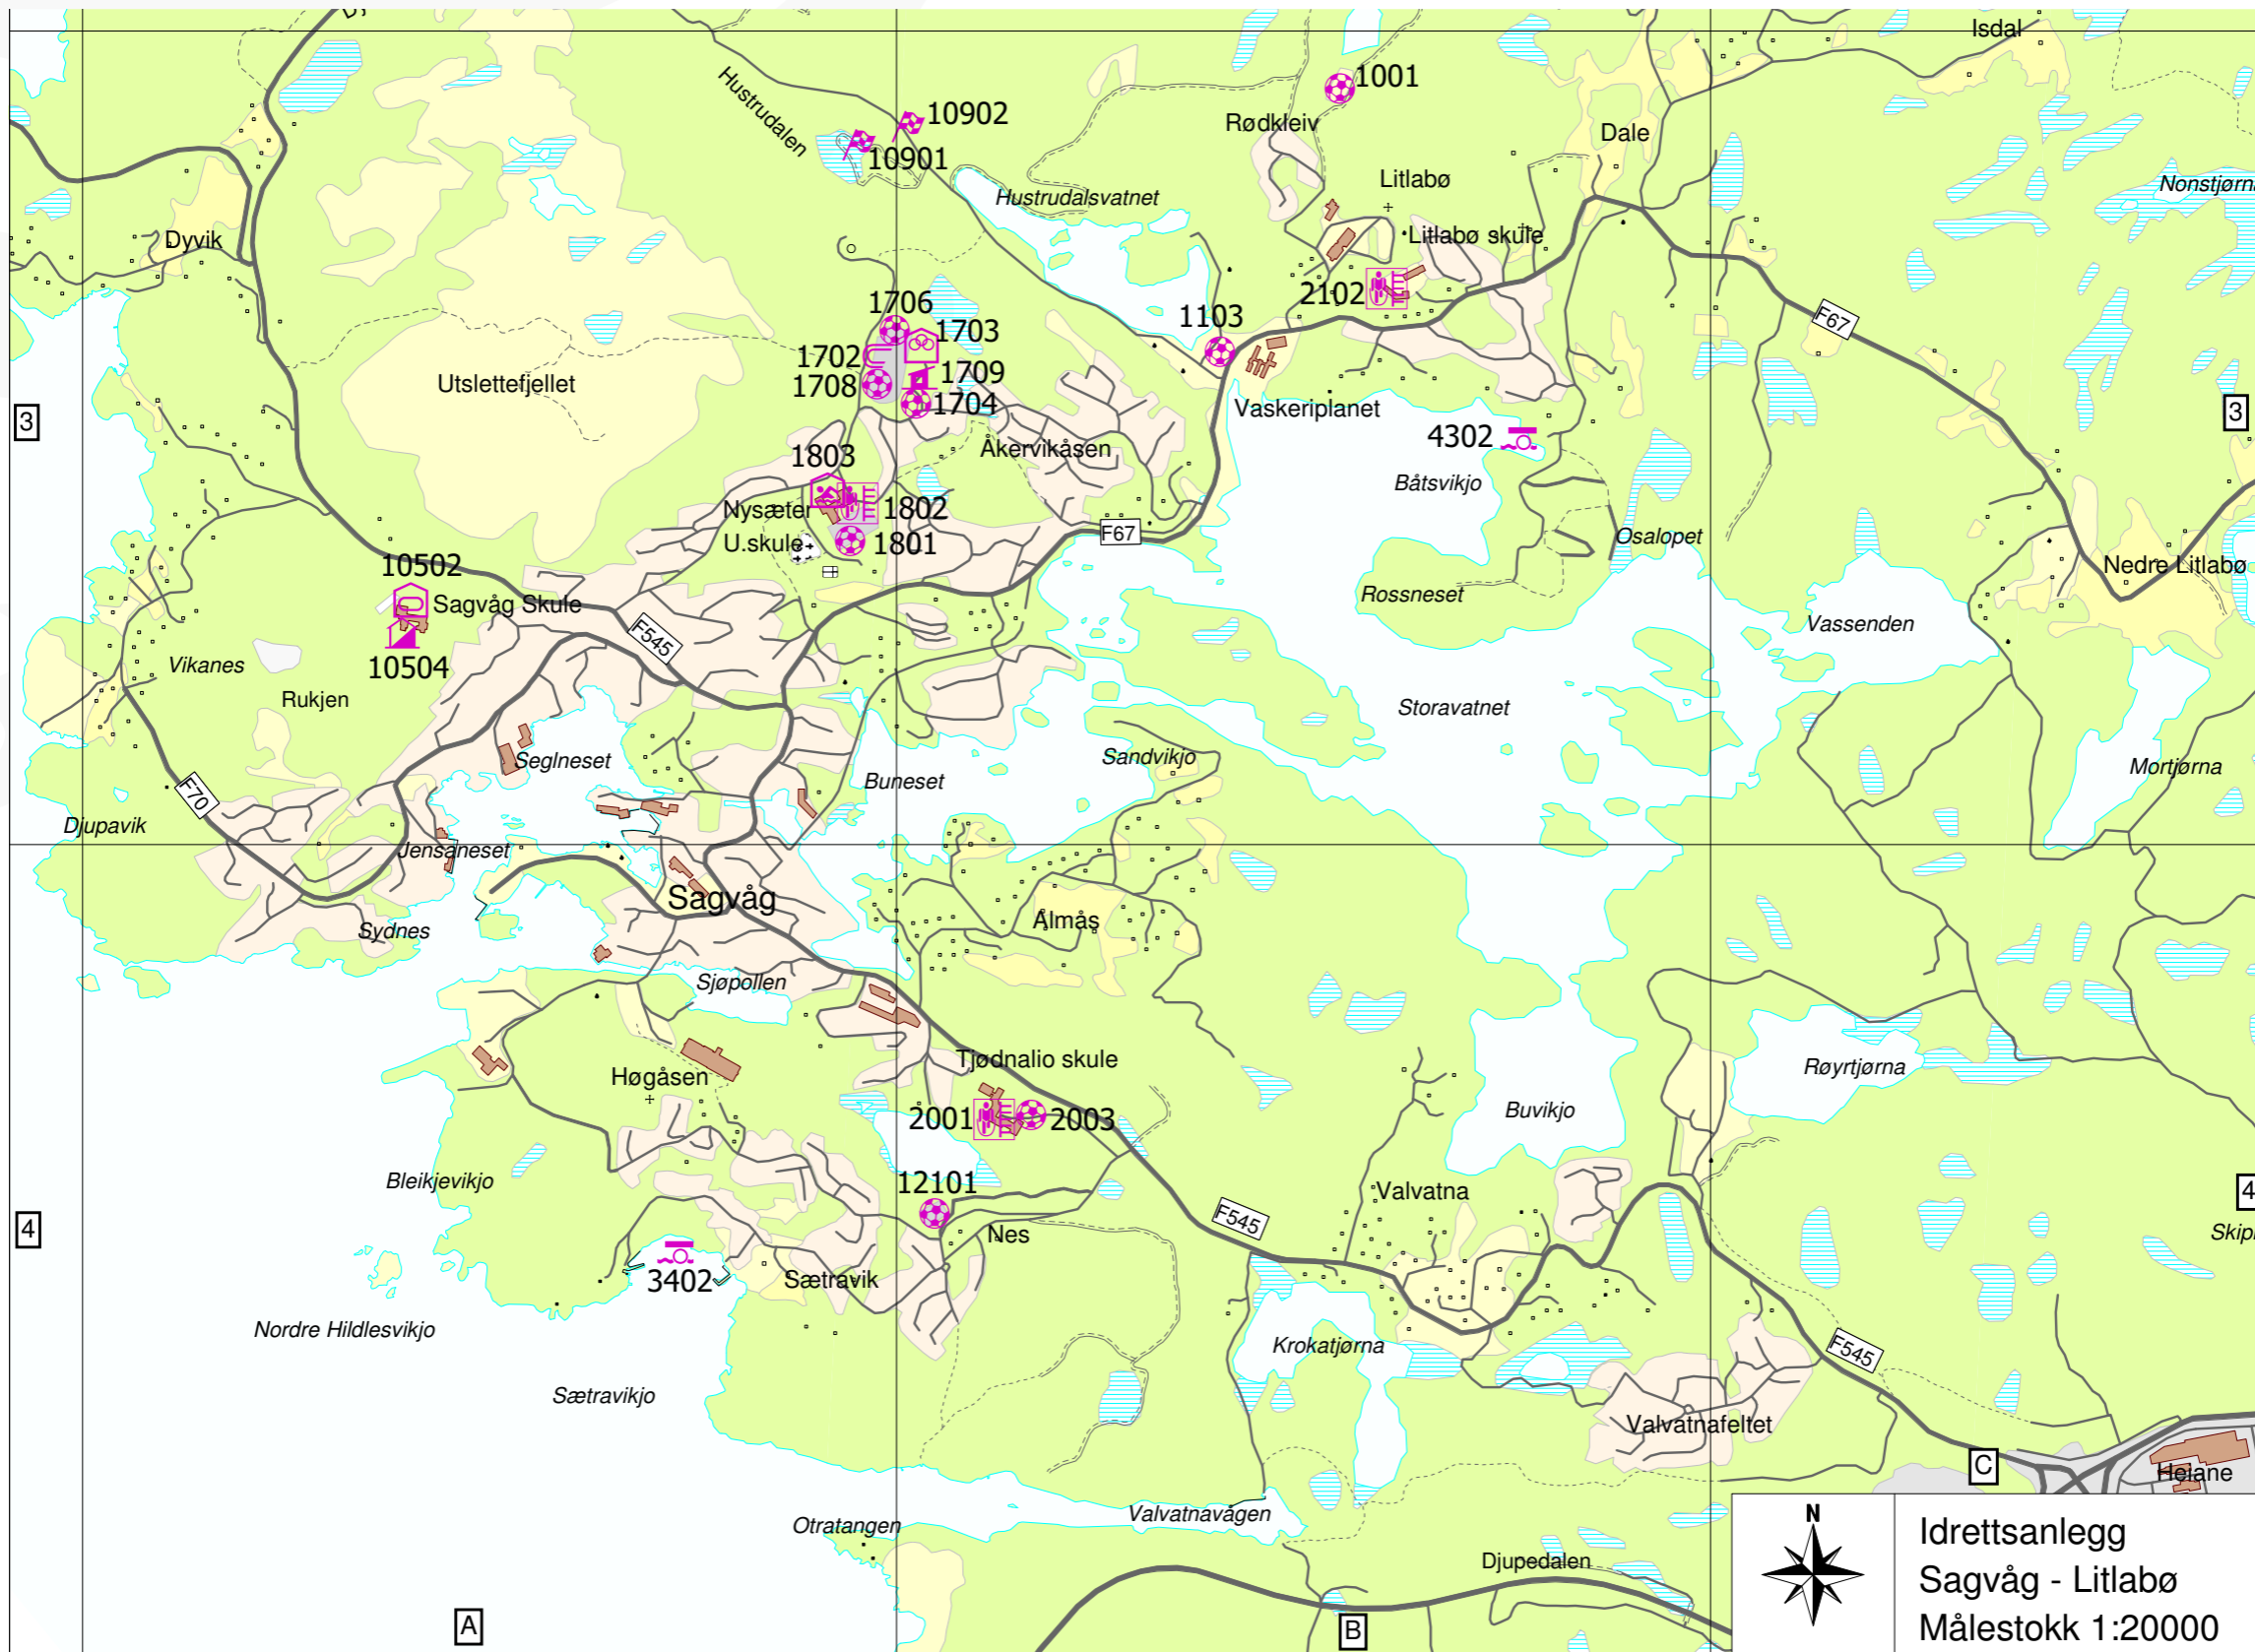 Isdal
1001
Hustrudalen
10902
Rødkleiv
Dale
10901
Litlabø
Nonstjørn
Hustrudalsvatnet
Dyvik
Litlabø skule
2102
1706
1703
1103
F67
1702
1709
Utslettefjellet
1708
1704
Vaskeriplanet
3
3
4302
Åkervikåsen
1803
Båtsvikjo
Nysæter
1802
F67
U.skule
1801
Osalopet
10502
Nedre Litlabø
Sagvåg Skule
Rossneset
F545
Vassenden
10504
Vikanes
Rukjen
Storavatnet
Seglneset
Sandvikjo
Mortjørna
Buneset
F70
Djupavik
Jensaneset
Sagvåg
Ålmås
Sydnes
Sjøpollen
Tjødnalio skule
Høgåsen
Røyrtjørna
2001
2003
Buvikjo
Bleikjevikjo
12101
Valvatna
4
4
F545
Nes
Skip
3402
Sætravik
Nordre Hildlesvikjo
Krokatjørna
F545
Sætravikjo
Valvatnafeltet
C
Heiane
Valvatnavågen
Otratangen
N
Idrettsanlegg
Djupedalen
Sagvåg - Litlabø
A
B
Målestokk 1:20000